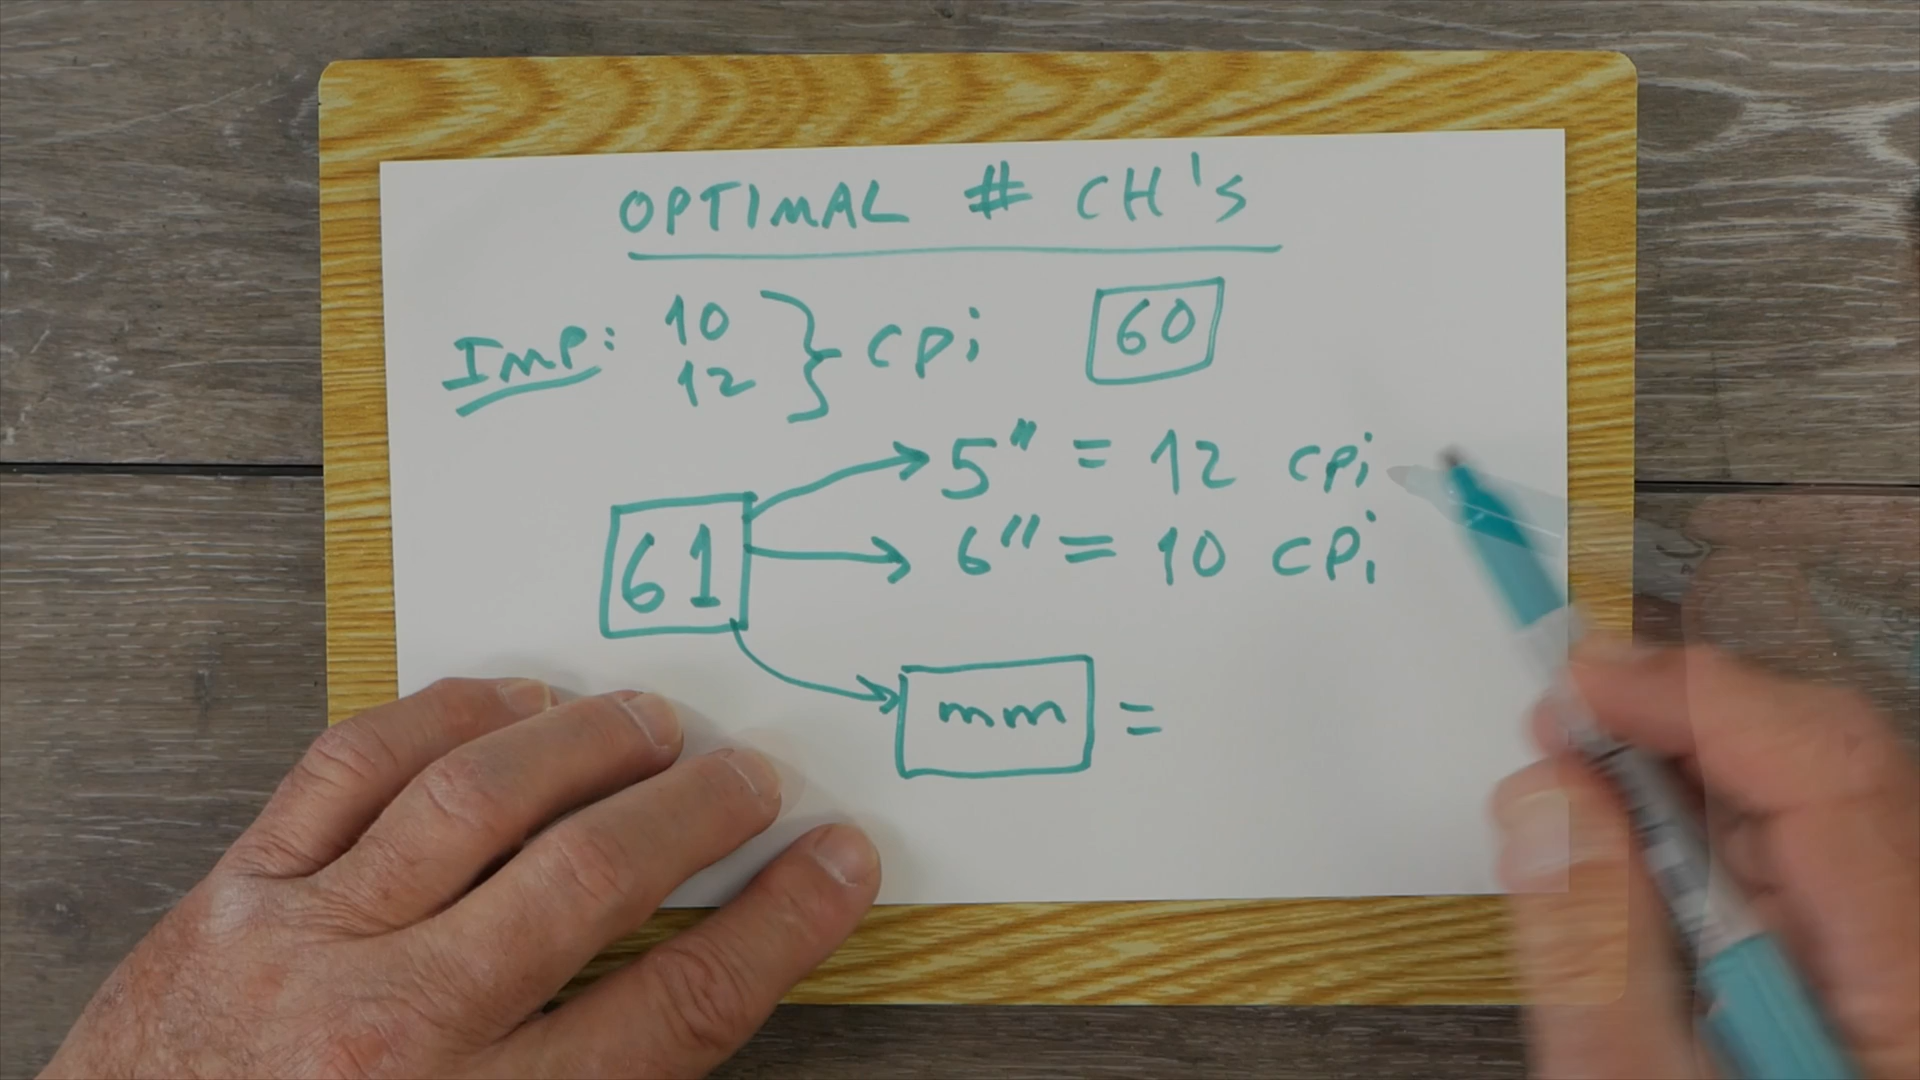 OPTIMAL # CH's
Imp: 10 12 } cpi 60
61 → 5" = 12 cpi
→ 6" = 10 cpi
→ mm =